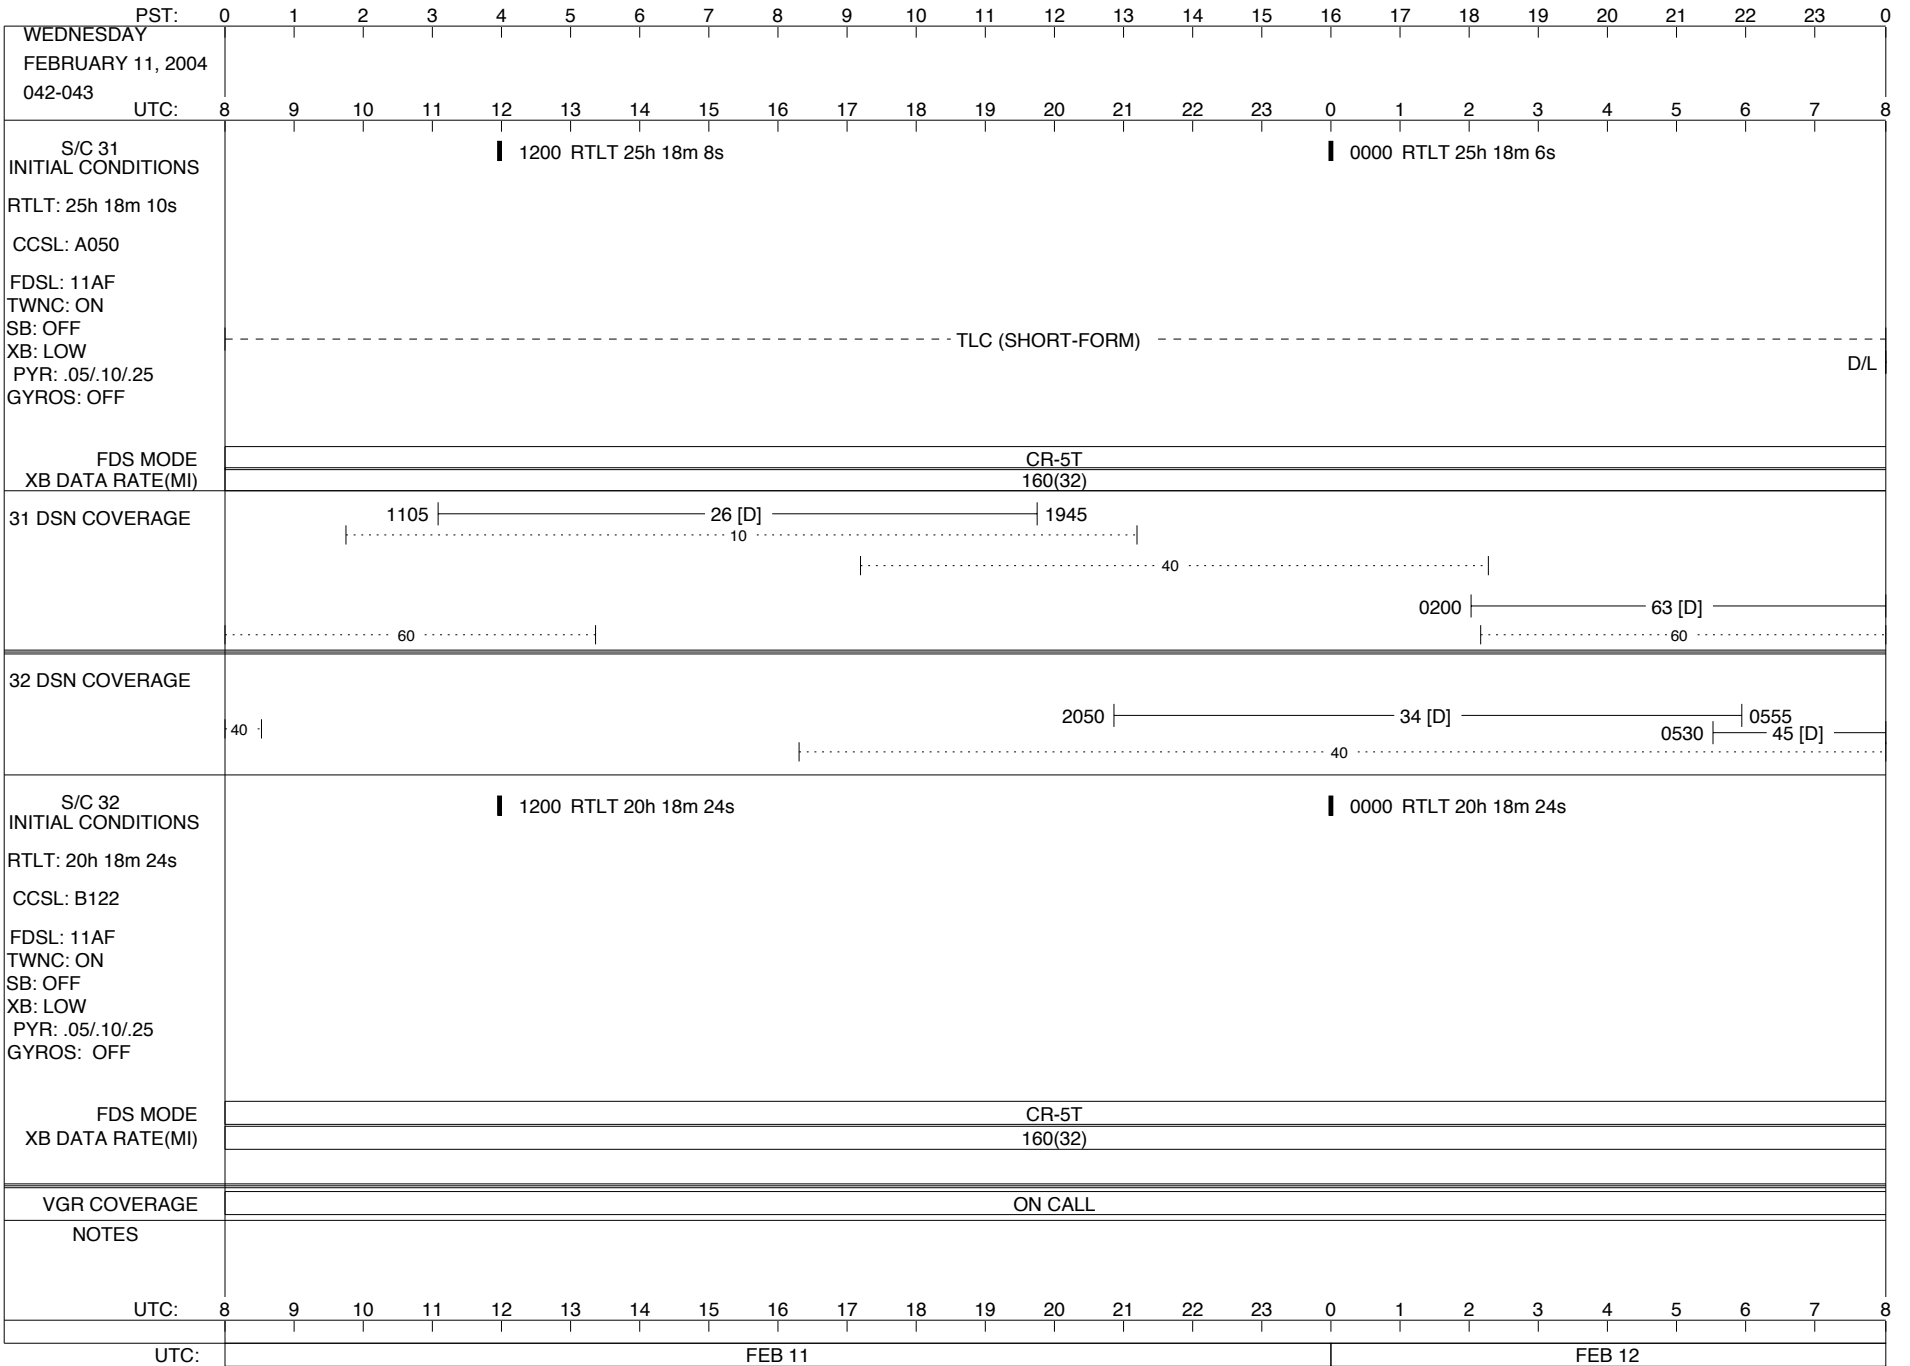 PST: 0 1 2 3 4 5 6 7 8 9 10 11 12 13 14 15 16 17 18 19 20 21 22 23 0
WEDNESDAY
FEBRUARY 11, 2004
042-043
UTC: 8 9 10 11 12 13 14 15 16 17 18 19 20 21 22 23 0 1 2 3 4 5 6 7 8
S/C 31
INITIAL CONDITIONS
1200 RTLT 25h 18m 8s
0000 RTLT 25h 18m 6s
RTLT: 25h 18m 10s
CCSL: A050
FDSL: 11AF
TWNC: ON
SB: OFF
XB: LOW
PYR: .05/.10/.25
GYROS: OFF
TLC (SHORT-FORM)
D/L
FDS MODE CR-5T
XB DATA RATE(MI) 160(32)
31 DSN COVERAGE
1105 26 [D] 1945
10
40
0200 63 [D]
60 60
32 DSN COVERAGE
2050 34 [D] 0555
40
0530 45 [D]
40
S/C 32
INITIAL CONDITIONS
1200 RTLT 20h 18m 24s
0000 RTLT 20h 18m 24s
RTLT: 20h 18m 24s
CCSL: B122
FDSL: 11AF
TWNC: ON
SB: OFF
XB: LOW
PYR: .05/.10/.25
GYROS: OFF
FDS MODE CR-5T
XB DATA RATE(MI) 160(32)
VGR COVERAGE ON CALL
NOTES
UTC: 8 9 10 11 12 13 14 15 16 17 18 19 20 21 22 23 0 1 2 3 4 5 6 7 8
UTC: FEB 11 FEB 12